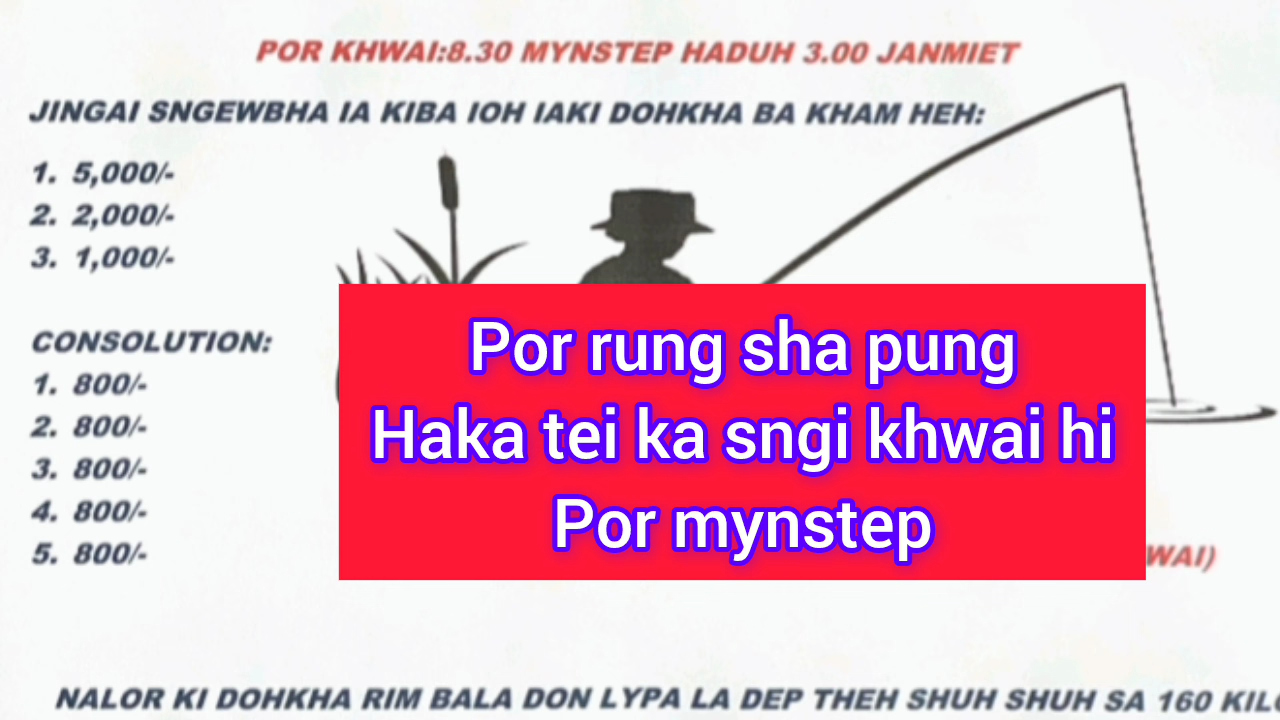 POR KHWAI:8.30 MYNSTEP HADUH 3.00 JANMIET
JINGAI SNGEWBHA IA KIBA IOH IAKI DOHKHA BA KHAM HEH:
1. 5,000/-
2. 2,000/-
3. 1,000/-
CONSOLUTION:
1. 800/-
2. 800/-
3. 800/-
4. 800/-
5. 800/-
Por rung sha pung
Haka tei ka sngi khwai hi
Por mynstep
NALOR KI DOHKHA RIM BALA DON LYPA LA DEP THEH SHUH SHUH SA 160